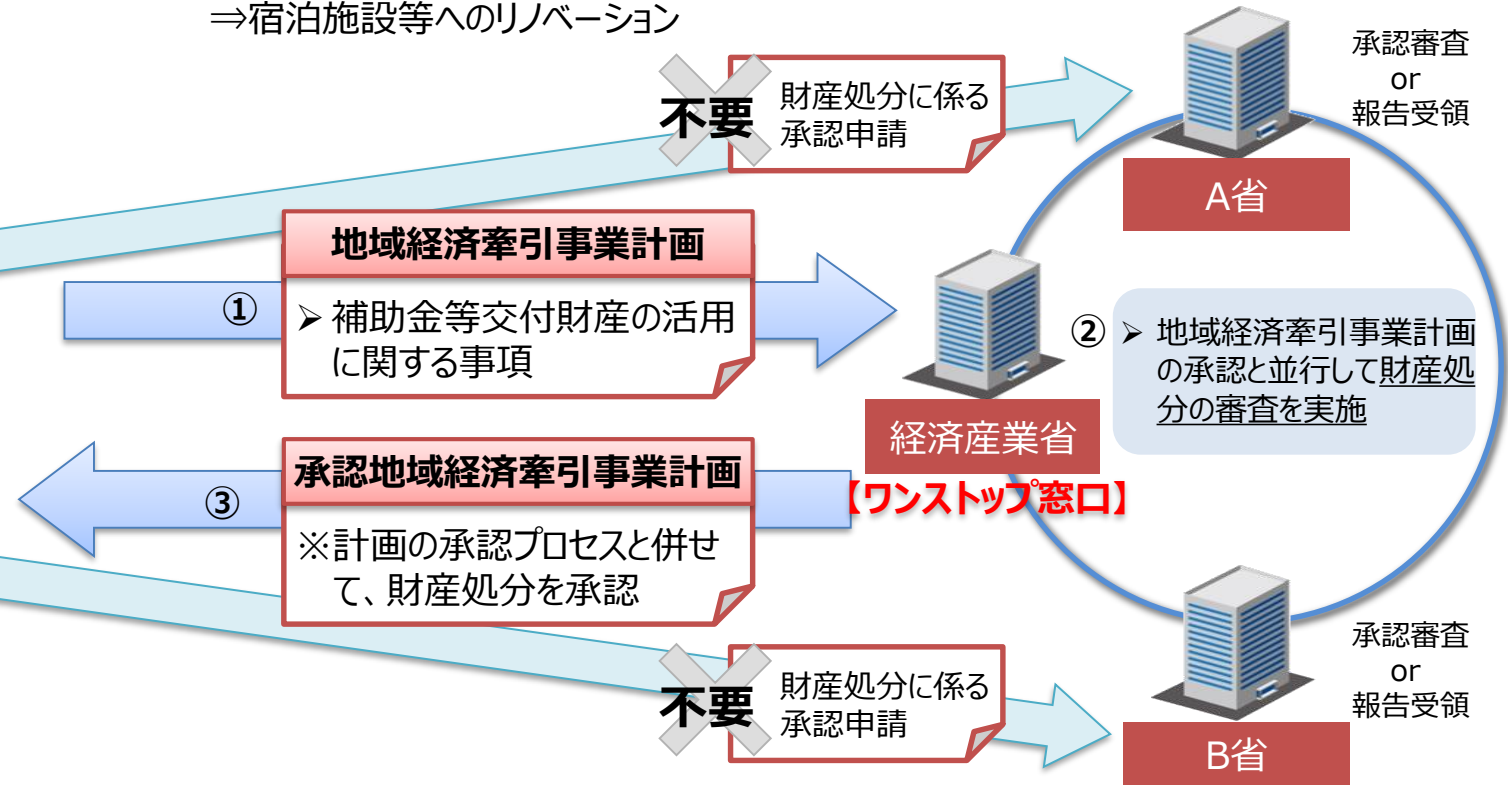 ⇒宿泊施設等へのリノベーション
不要
財産処分に係る
承認申請
承認審査
or
報告受領
A省
地域経済牽引事業計画
①
➢ 補助金等交付財産の活用
に関する事項
② ➢ 地域経済牽引事業計画
の承認と並行して財産処
分の審査を実施
経済産業省
【ワンストップ窓口】
承認地域経済牽引事業計画
③
※計画の承認プロセスと併せ
て、財産処分を承認
不要
財産処分に係る
承認申請
承認審査
or
報告受領
B省